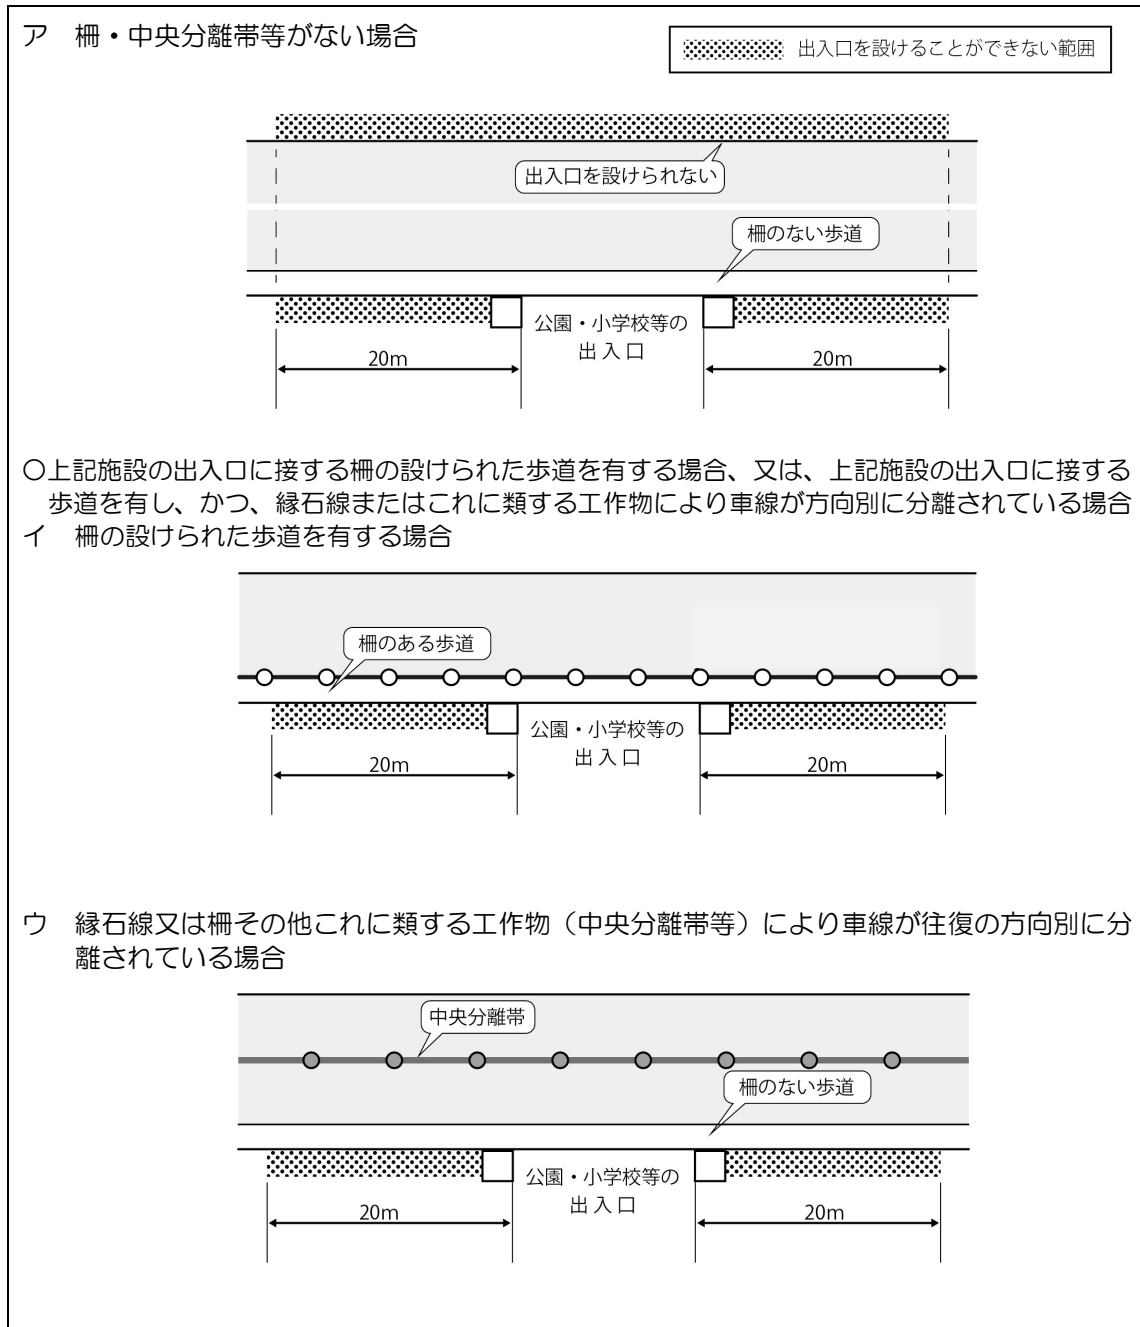 ア 柵・中央分離帯等がない場合
出入口を設けることができない範囲
出入口を設けられない
柵のない歩道
公園・小学校等の
出入口
20m
20m
〇上記施設の出入口に接する柵の設けられた歩道を有する場合、又は、上記施設の出入口に接する
歩道を有し、かつ、縁石線またはこれに類する工作物により車線が方向別に分離されている場合
イ 柵の設けられた歩道を有する場合
柵のある歩道
公園・小学校等の
出入口
20m
20m
ウ 縁石線又は柵その他これに類する工作物（中央分離帯等）により車線が往復の方向別に分
離されている場合
中央分離帯
柵のない歩道
公園・小学校等の
出入口
20m
20m